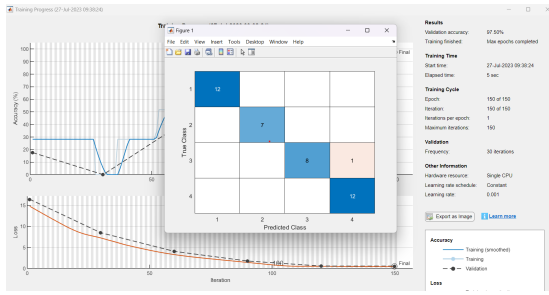 Training Progress (27-Jul-2023 09:38:24)
Results
Validation accuracy: 97.50%
Training finished: Max epochs completed
Training Time
Start time: 27-Jul-2023 09:38:24
Elapsed time: 5 sec
Training Cycle
Epoch: 150 of 150
Iteration: 150 of 150
Iterations per epoch: 1
Maximum iterations: 150
Validation
Frequency: 30 iterations
Other Information
Hardware resource: Single CPU
Learning rate schedule: Constant
Learning rate: 0.001
Export as Image
Learn more
Accuracy
Training (smoothed)
Training
Validation
Loss
Figure 1
File Edit View Insert Tools Desktop Window Help
12
7
8 1
12
1
2
3
4
True Class
1 2 3 4
Predicted Class
Final
100
90
80
70
60
50
40
30
20
10
0
Accuracy (%)
0 50
15
10
5
0
Loss
Final
0 50 100 150
Iteration